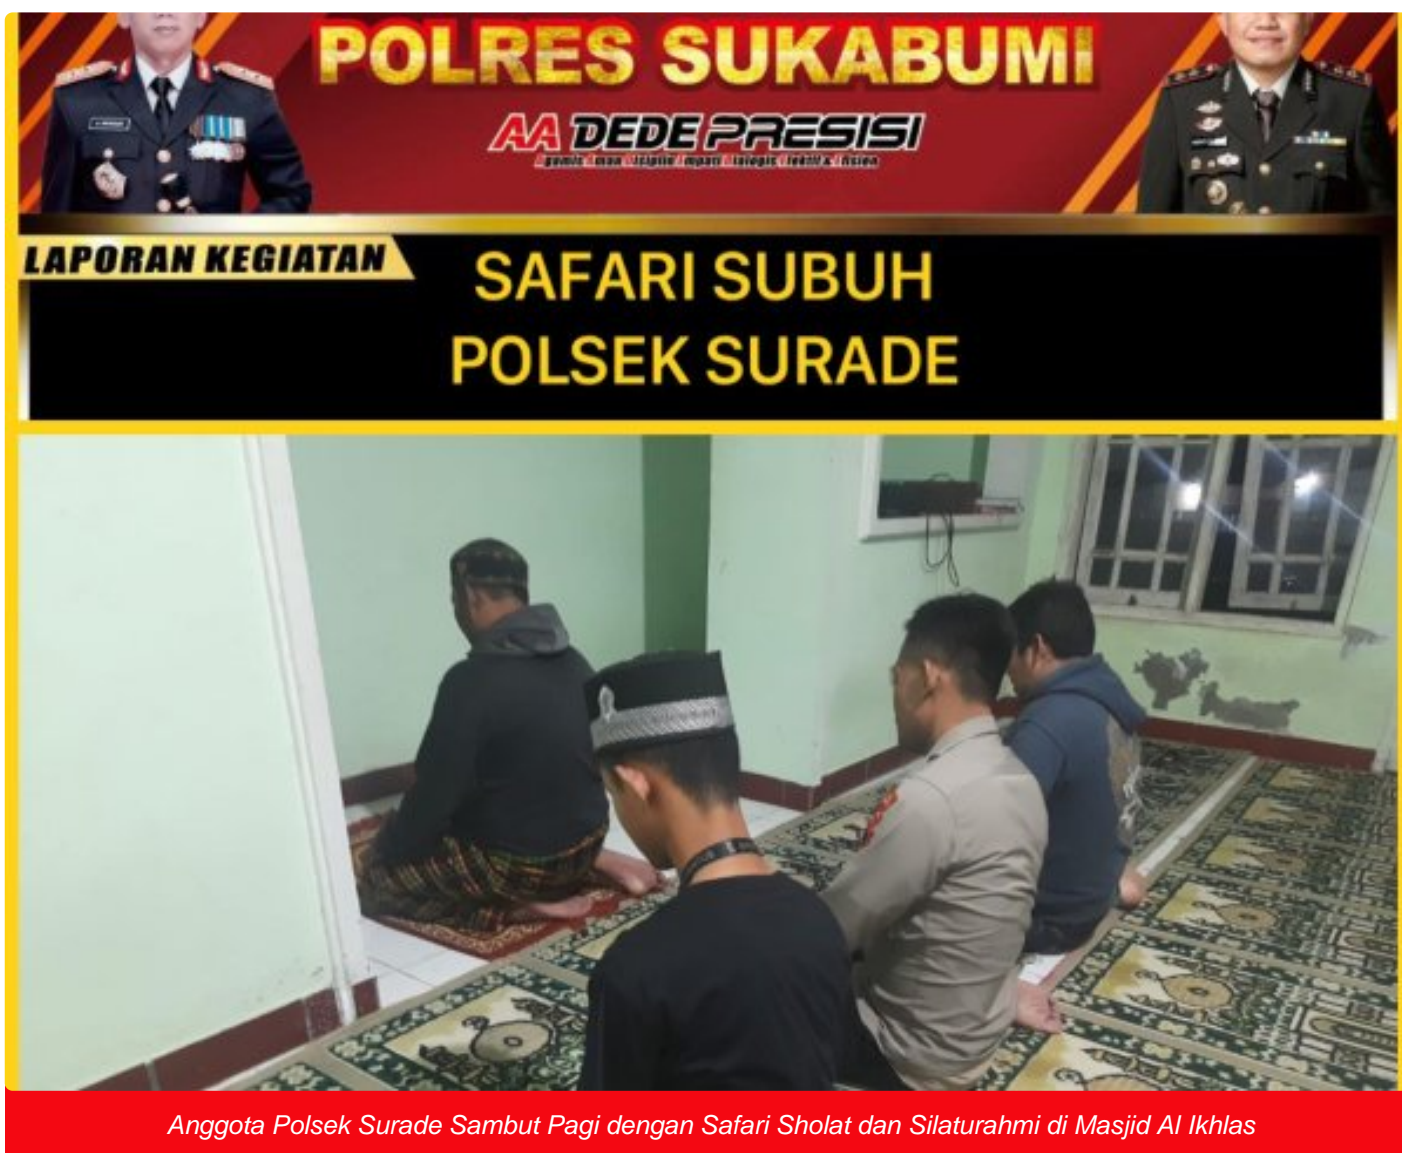 POLRES SUKABUMI
AA DEDE PRESISI
LAPORAN KEGIATAN
SAFARI SUBUH
POLSEK SURADE
Anggota Polsek Surade Sambut Pagi dengan Safari Sholat dan Silaturahmi di Masjid Al Ikhlas